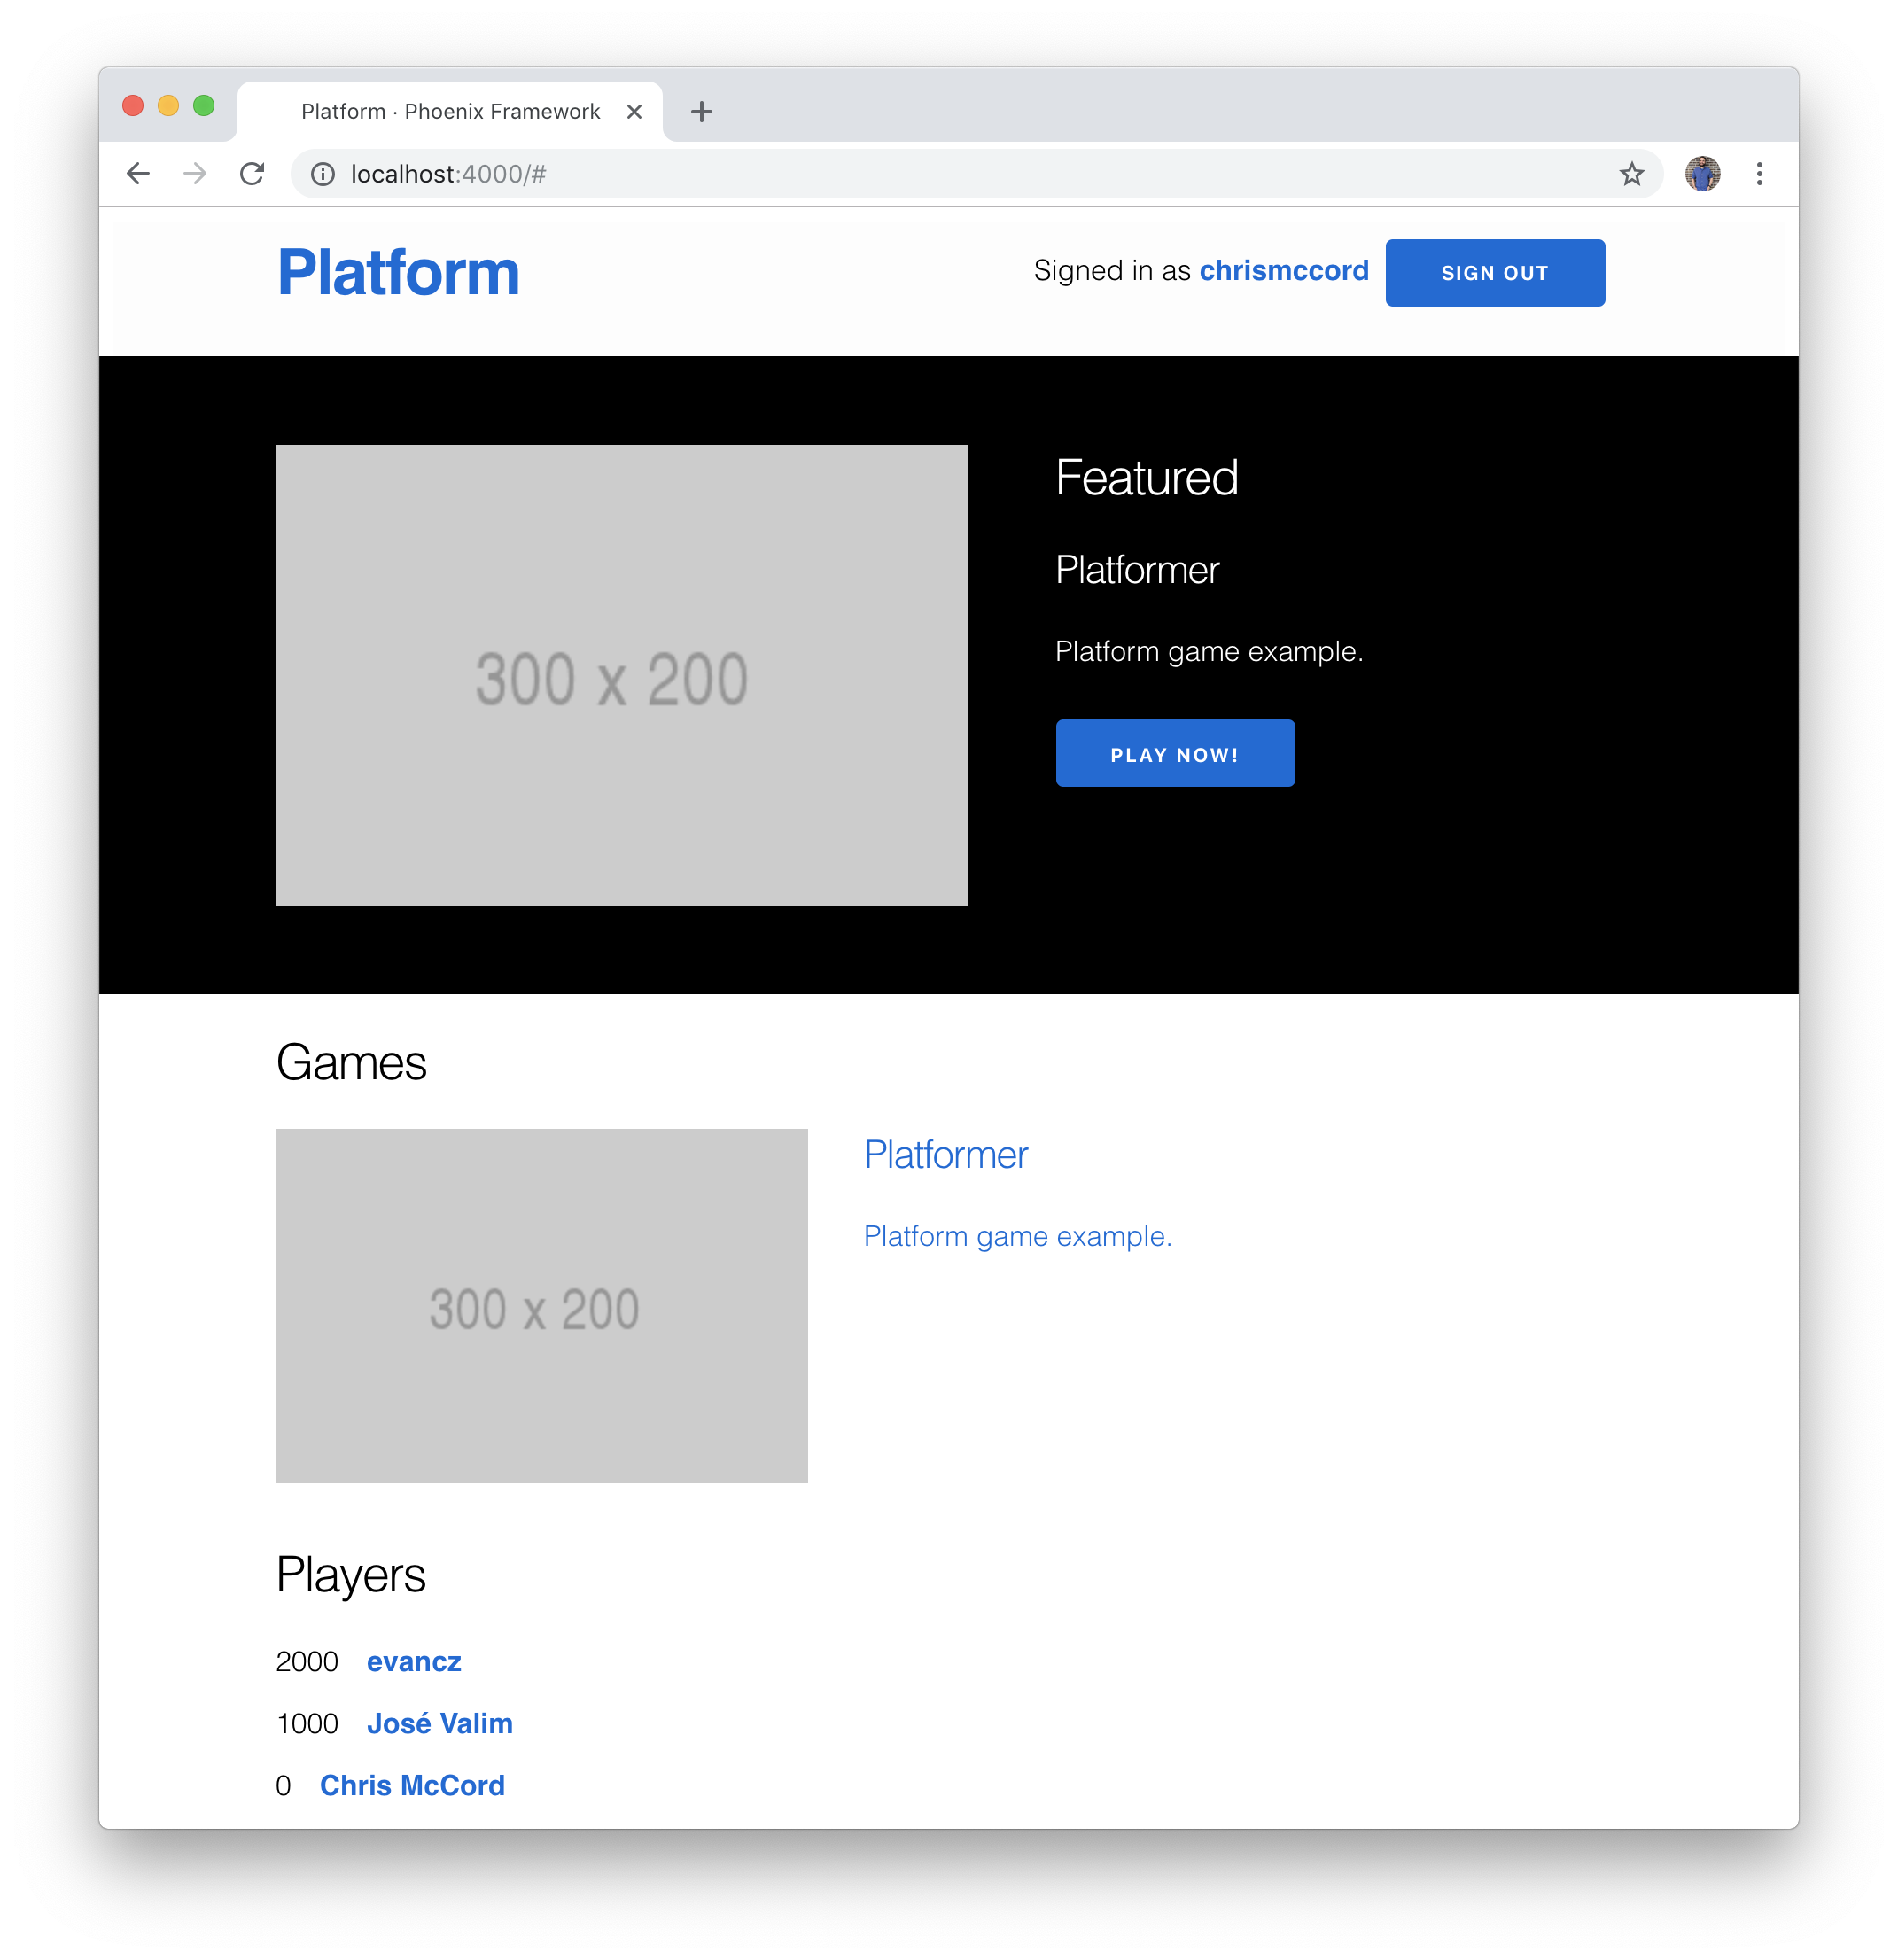 Platform · Phoenix Framework
localhost:4000/#
Platform
Signed in as chrismccord
SIGN OUT
300 x 200
Featured
Platformer
Platform game example.
PLAY NOW!
Games
300 x 200
Platformer
Platform game example.
Players
2000 evancz
1000 José Valim
0 Chris McCord